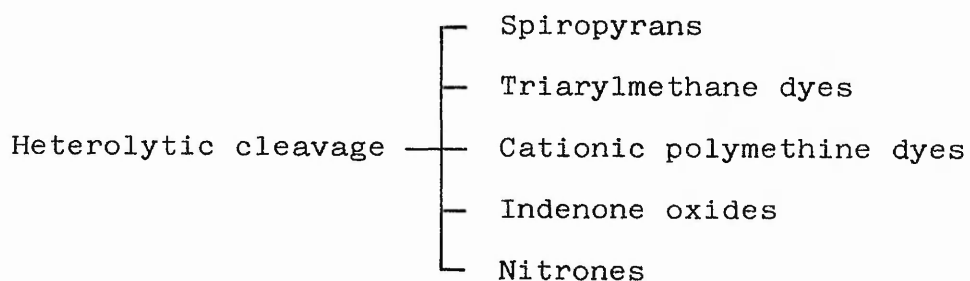 Spiropyrans
Triarylmethane dyes
Heterolytic cleavage
Cationic polymethine dyes
Indenone oxides
Nitrones